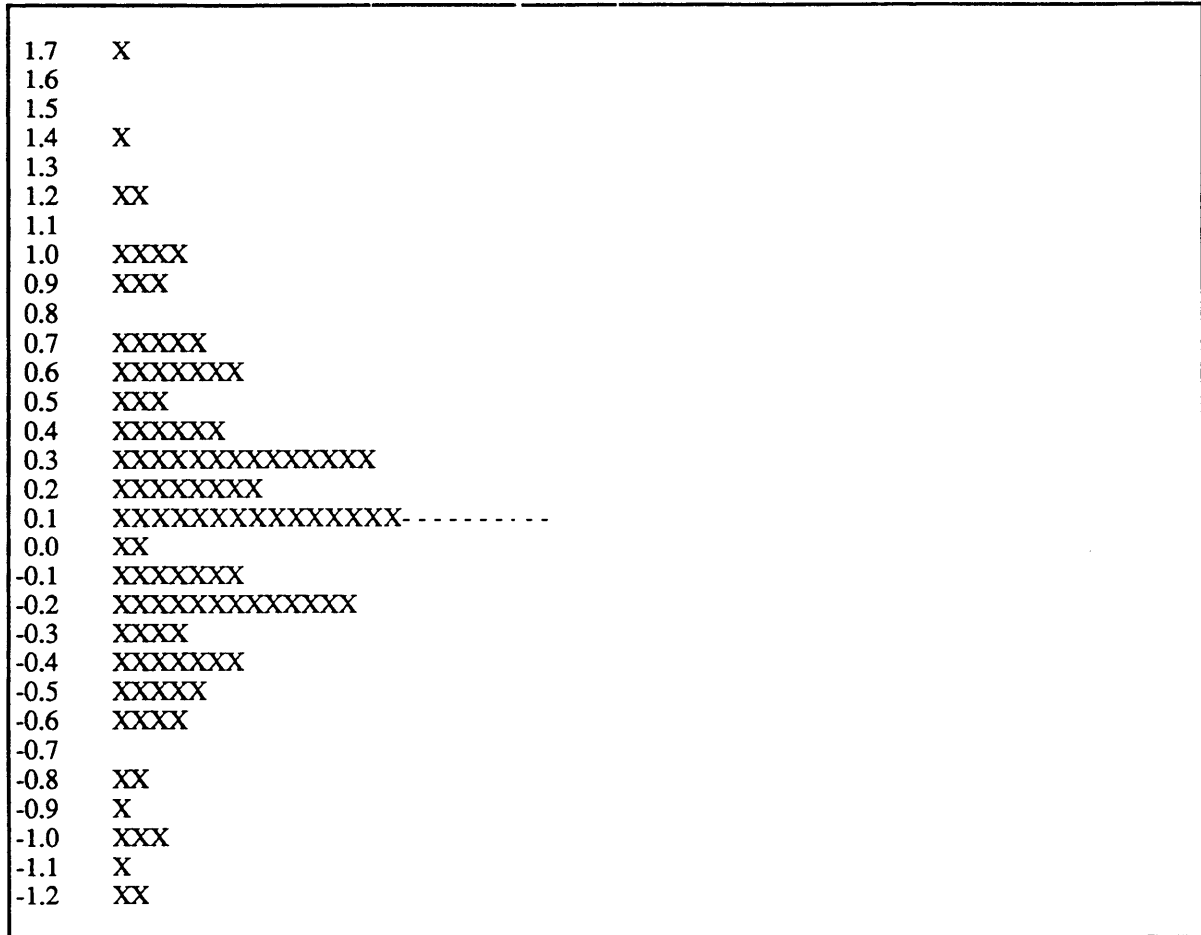 1.7 X
1.6
1.5
1.4 X
1.3
1.2 XX
1.1
1.0 XXXX
0.9 XXX
0.8
0.7 XXXXX
0.6 XXXXXXX
0.5 XXX
0.4 XXXXXX
0.3 XXXXXXXXXXXXXX
0.2 XXXXXXXX
0.1 XXXXXXXXXXXXXXX- - - - - - - - - -
0.0 XX
-0.1 XXXXXXX
-0.2 XXXXXXXXXXXXX
-0.3 XXXX
-0.4 XXXXXXX
-0.5 XXXXX
-0.6 XXXX
-0.7
-0.8 XX
-0.9 X
-1.0 XXX
-1.1 X
-1.2 XX